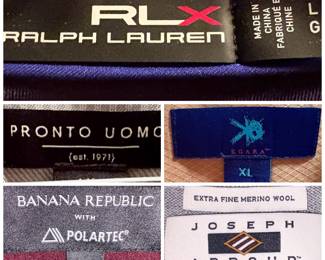 RLX
RALPH LAUREN
MADE IN
CHINA
FABRIQUÉ E
CHINE
L
G
PRONTO UOMO
{est. 1971}
EGARA
XL
BANANA REPUBLIC
WITH
POLARTEC®
EXTRA FINE MERINO WOOL
JOSEPH
ABBOUD